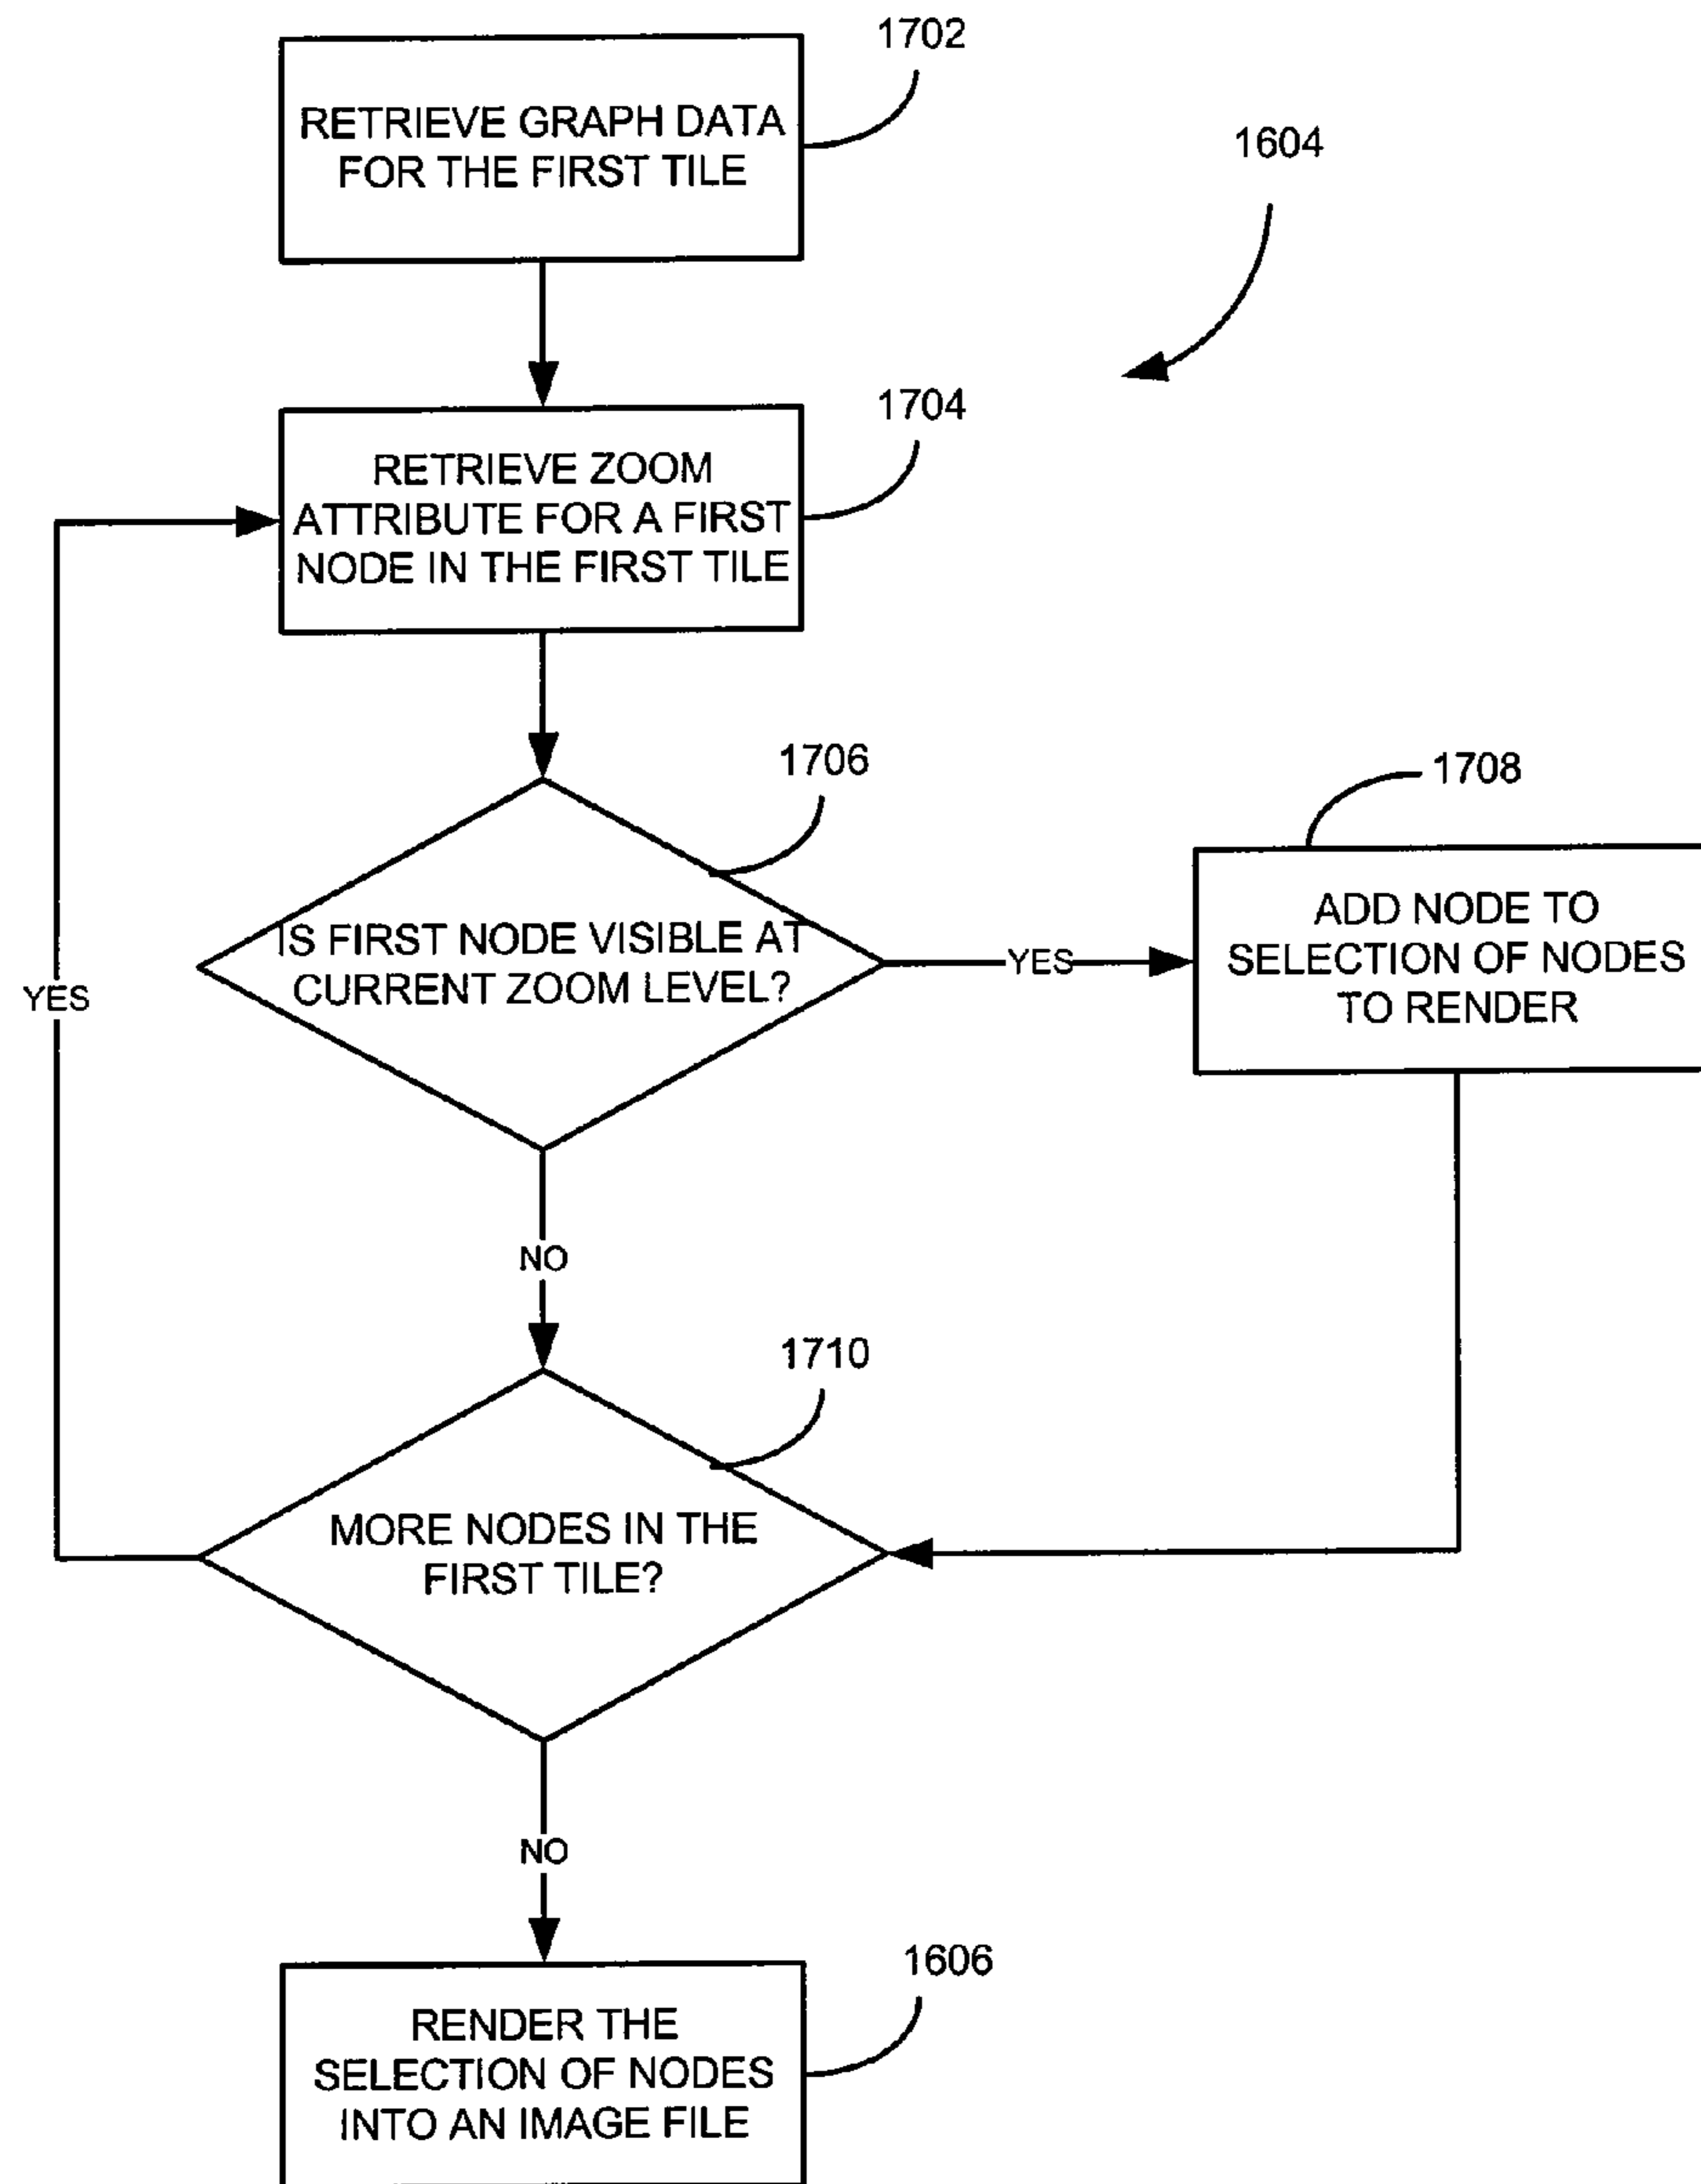 1702
RETRIEVE GRAPH DATA
FOR THE FIRST TILE
1604
1704
RETRIEVE ZOOM
ATTRIBUTE FOR A FIRST
NODE IN THE FIRST TILE
1706
IS FIRST NODE VISIBLE AT
CURRENT ZOOM LEVEL?
YES
1708
ADD NODE TO
SELECTION OF NODES
TO RENDER
YES
NO
1710
MORE NODES IN THE
FIRST TILE?
NO
1606
RENDER THE
SELECTION OF NODES
INTO AN IMAGE FILE